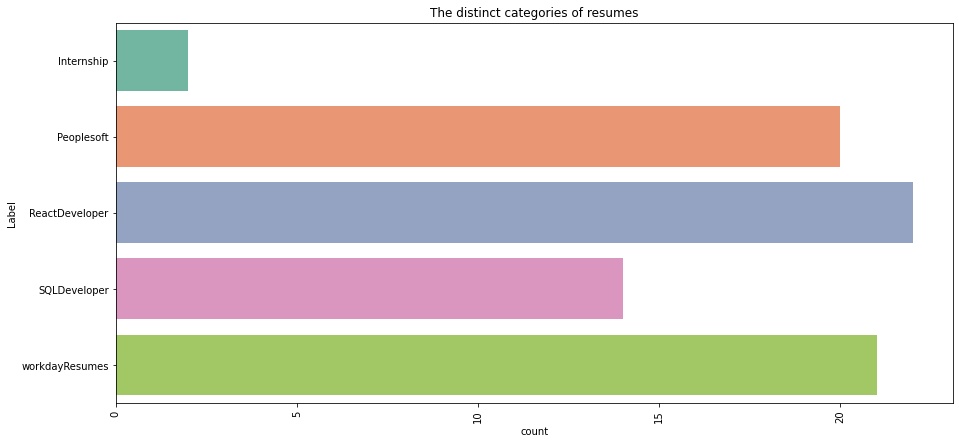 The distinct categories of resumes
Label
Internship
Peoplesoft
ReactDeveloper
SQLDeveloper
workdayResumes
0
5
10
15
20
count